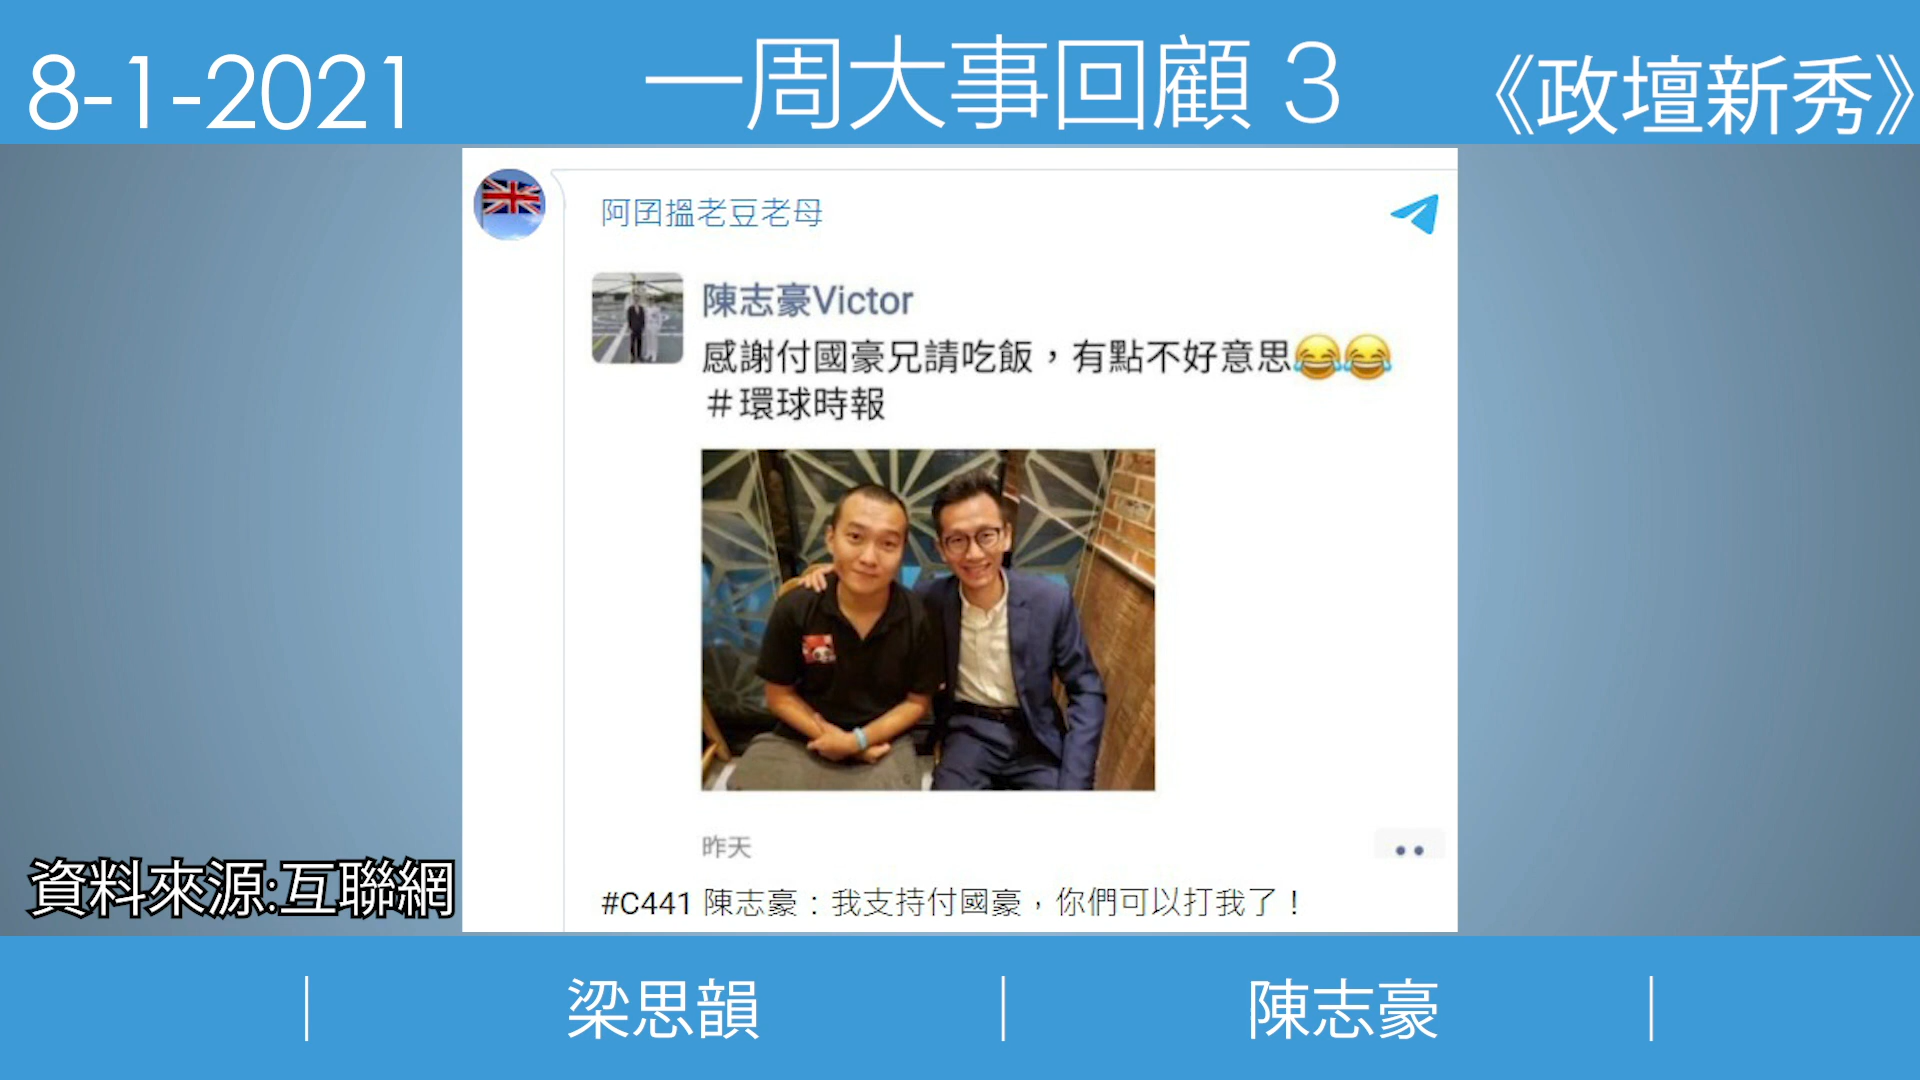 8-1-2021
一周大事回顧 3
《政壇新秀》
阿囝搵老豆老母
陳志豪Victor
感謝付國豪兄請吃飯，有點不好意思😂😂
＃環球時報
昨天
#C441 陳志豪：我支持付國豪，你們可以打我了！
資料來源:互聯網
梁思韻
陳志豪